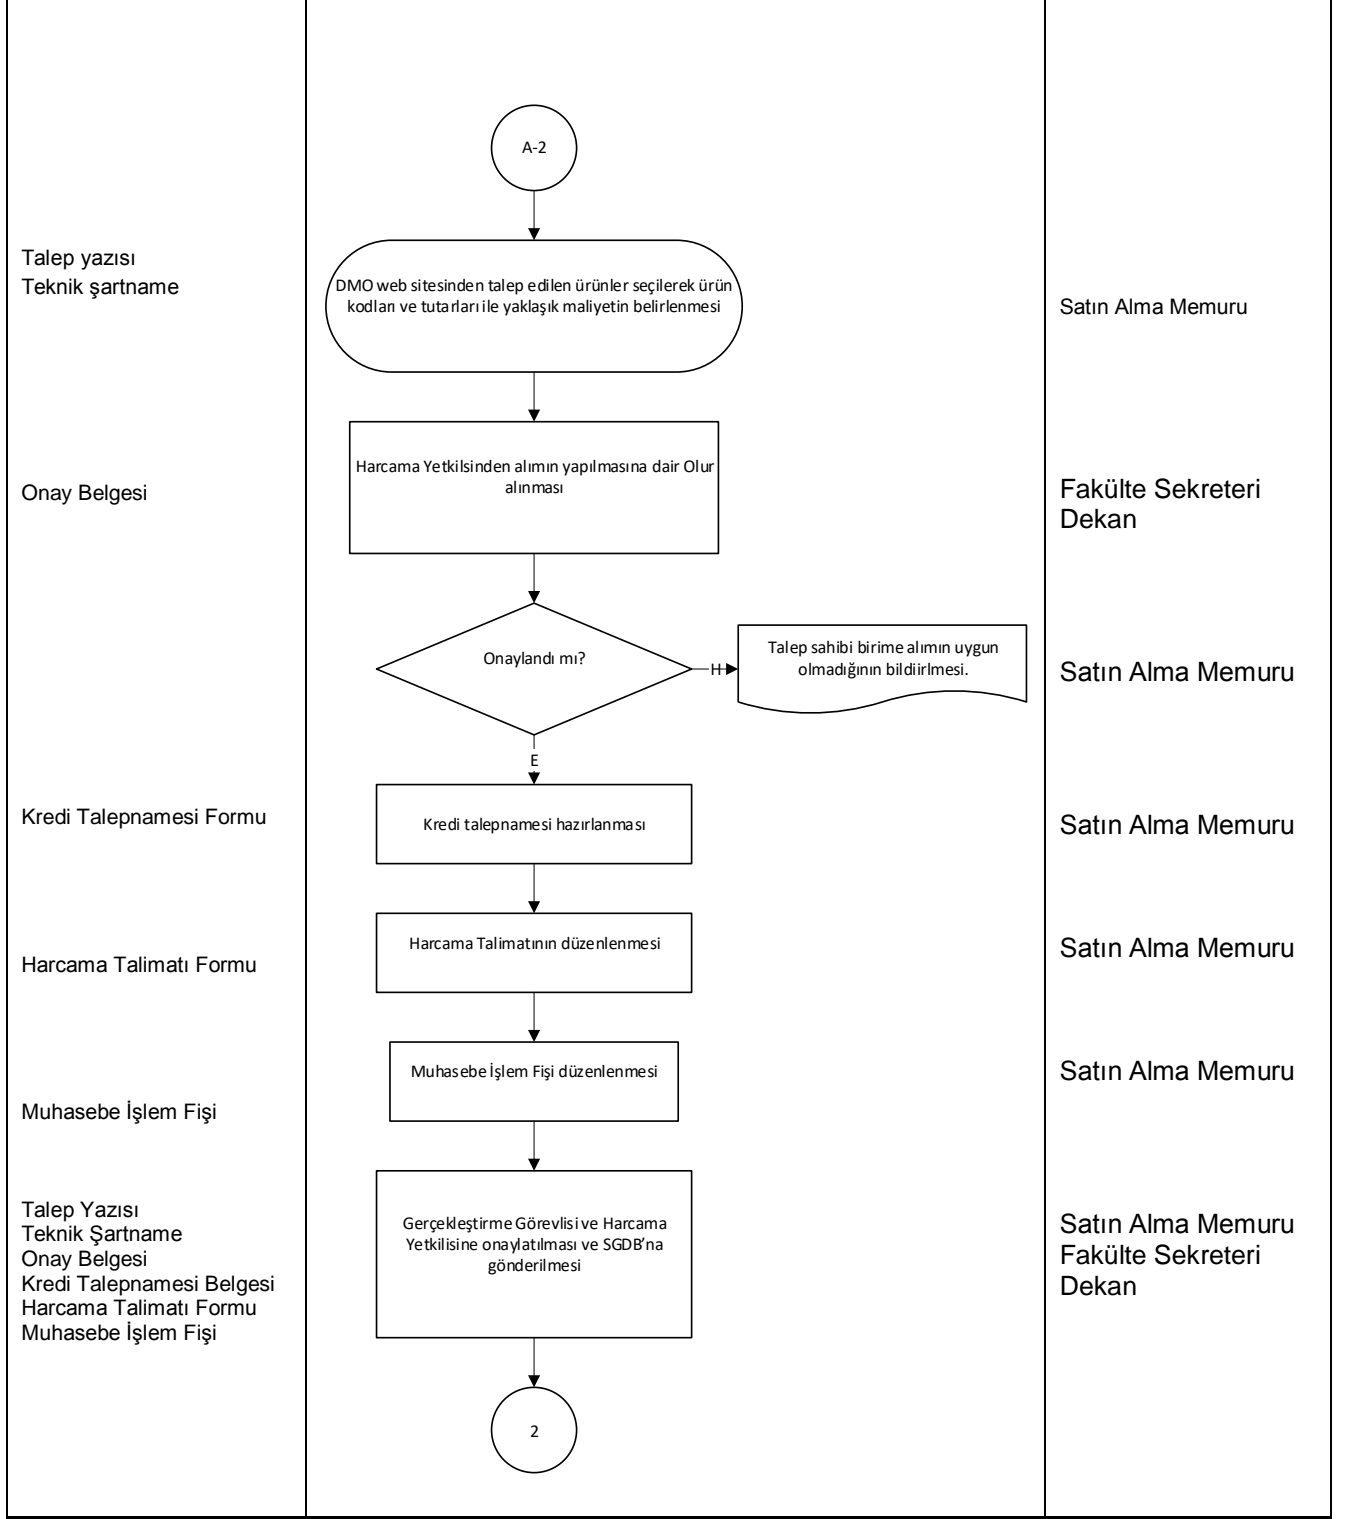 A-2
Talep yazısı
Teknik şartname
DMO web sitesinden talep edilen ürünler seçilerek ürün
kodları ve tutarları ile yaklaşık maliyetin belirlenmesi
Satın Alma Memuru
Onay Belgesi
Harcama Yetkilsinden alımın yapılmasına dair Olur
alınması
Fakülte Sekreteri
Dekan
Onaylandı mı?
H
Talep sahibi birime alımın uygun
olmadığının bildiirlmesi.
Satın Alma Memuru
E
Kredi Talepnamesi Formu
Kredi talepnamesi hazırlanması
Satın Alma Memuru
Harcama Talimatı Formu
Harcama Talimatının düzenlenmesi
Satın Alma Memuru
Muhasebe İşlem Fişi
Muhasebe İşlem Fişi düzenlenmesi
Satın Alma Memuru
Talep Yazısı
Teknik Şartname
Onay Belgesi
Kredi Talepnamesi Belgesi
Harcama Talimatı Formu
Muhasebe İşlem Fişi
Gerçekleştirme Görevlisi ve Harcama
Yetkilisine onaylatılması ve SGDB’na
gönderilmesi
Satın Alma Memuru
Fakülte Sekreteri
Dekan
2